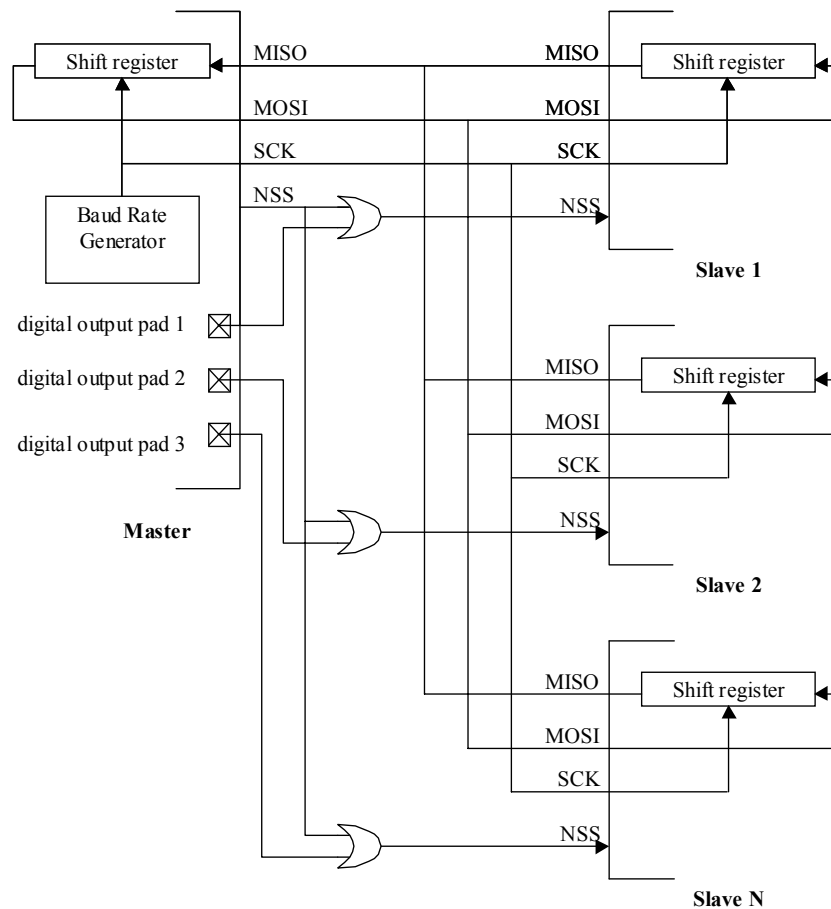 Shift register
MISO
MISO
Shift register
MOSI
MOSI
SCK
SCK
Baud Rate
Generator
NSS
NSS
Slave 1
digital output pad 1
digital output pad 2
digital output pad 3
Master
MISO
Shift register
MOSI
SCK
NSS
Slave 2
MISO
Shift register
MOSI
SCK
NSS
Slave N